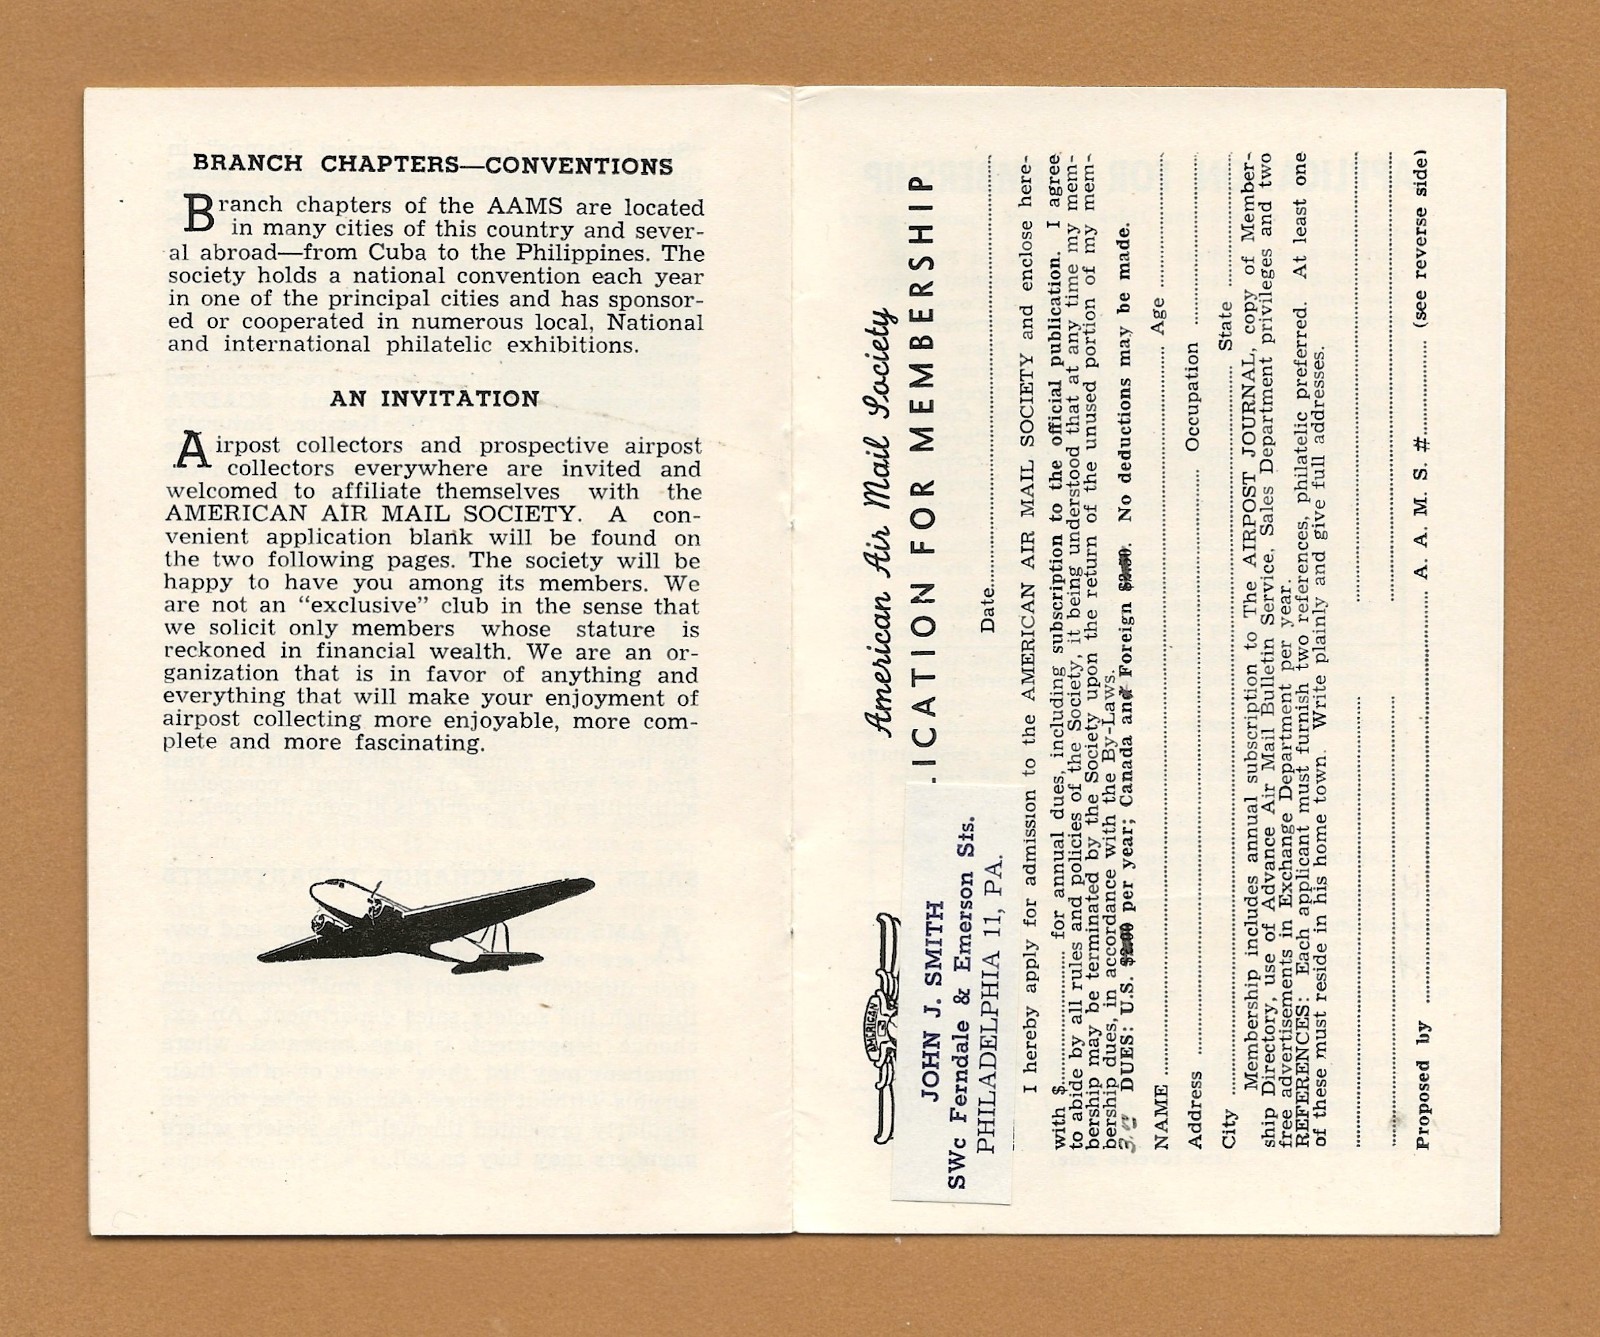 BRANCH CHAPTERS—CONVENTIONS
Branch chapters of the AAMS are located
in many cities of this country and sever-
al abroad—from Cuba to the Philippines. The
society holds a national convention each year
in one of the principal cities and has sponsor-
ed or cooperated in numerous local, National
and international philatelic exhibitions.
AN INVITATION
Airpost collectors and prospective airpost
collectors everywhere are invited and
welcomed to affiliate themselves with the
AMERICAN AIR MAIL SOCIETY. A con-
venient application blank will be found on
the two following pages. The society will be
happy to have you among its members. We
are not an “exclusive” club in the sense that
we solicit only members whose stature is
reckoned in financial wealth. We are an or-
ganization that is in favor of anything and
everything that will make your enjoyment of
airpost collecting more enjoyable, more com-
plete and more fascinating.
AMERICAN
American Air Mail Society
LICATION FOR MEMBERSHIP
JOHN J. SMITH
SWc Ferndale & Emerson Sts.
PHILADELPHIA 11, PA.
Date
I hereby apply for admission to the AMERICAN AIR MAIL SOCIETY and enclose here-
with $ for annual dues, including subscription to the official publication. I agree
to abide by all rules and policies of the Society, it being understood that at any time my mem-
bership may be terminated by the Society upon the return of the unused portion of my mem-
bership dues, in accordance with the By-Laws.
DUES: U.S. $2.00 per year; Canada and Foreign $2.50. No deductions may be made.
NAME Age
Address Occupation
City State
Membership includes annual subscription to The AIRPOST JOURNAL, copy of Member-
ship Directory, use of Advance Air Mail Bulletin Service, Sales Department privileges and two
free advertisements in Exchange Department per year.
REFERENCES: Each applicant must furnish two references, philatelic preferred. At least one
of these must reside in his home town. Write plainly and give full addresses.
Proposed by A. A. M. S. # (see reverse side)